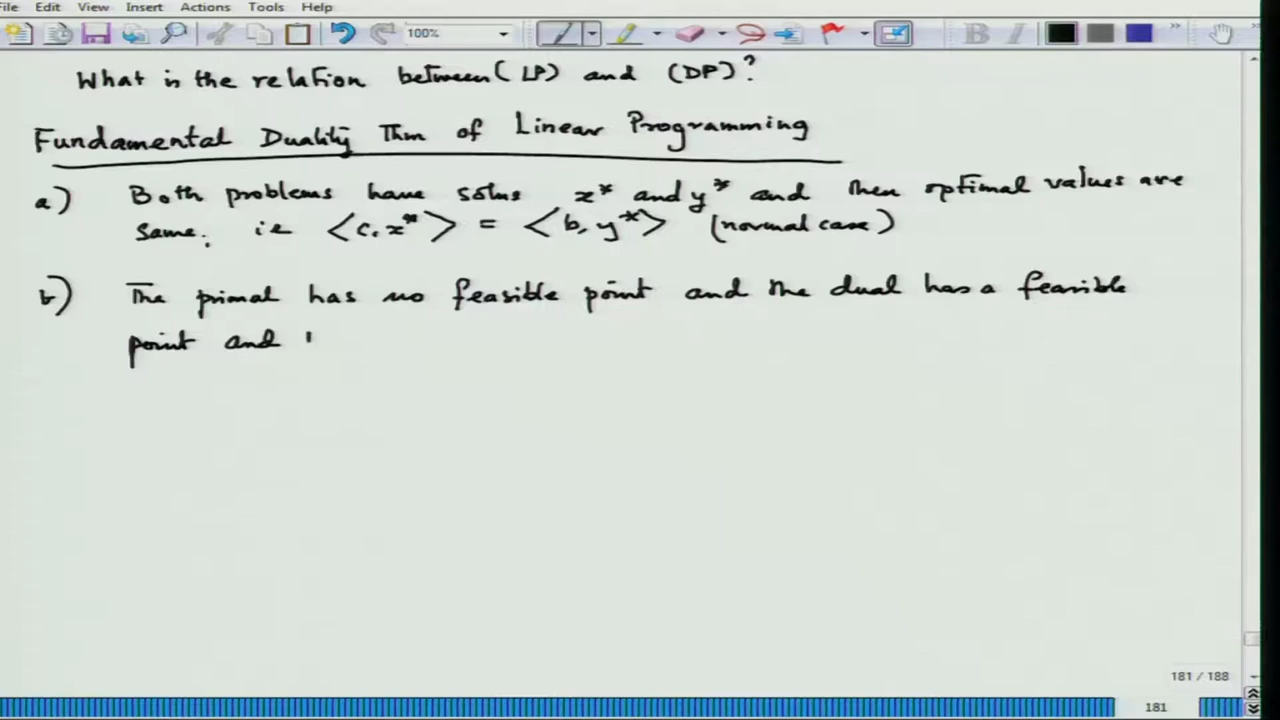 File Edit View Insert Actions Tools Help
100%
What is the relation between (LP) and (DP)?
Fundamental Duality Thm of Linear Programming
a) Both problems have solns x* and y* and then optimal values are
same. ie <c, x*> = <b, y*> (normal case)
b) The primal has no feasible point and the dual has a feasible
point and
181 / 188
181